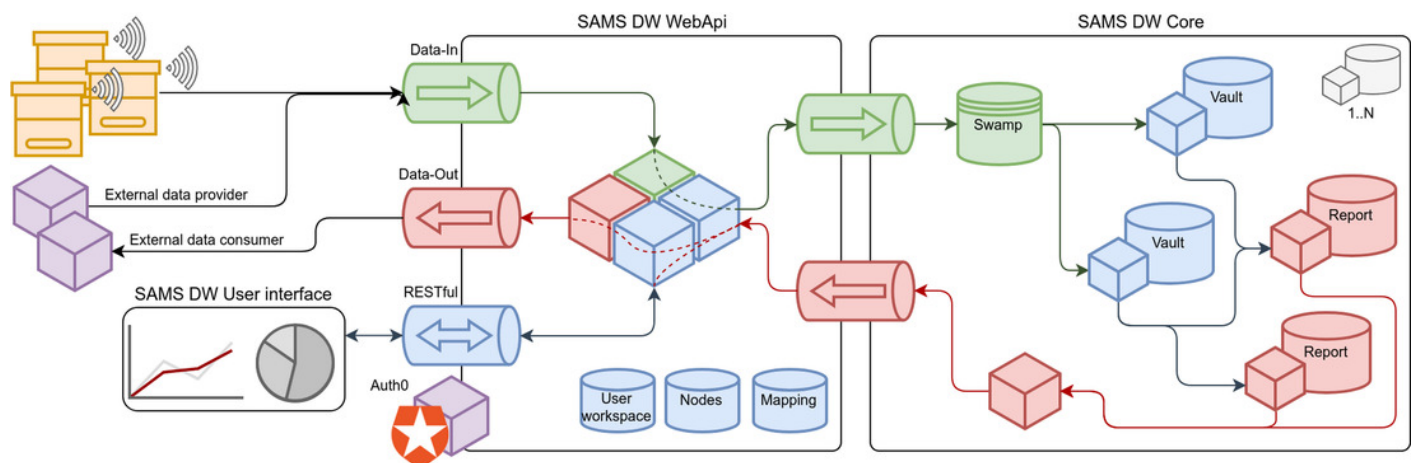 SAMS DW WebApi
SAMS DW Core
Data-In
Vault
Swamp
1..N
Data-Out
External data provider
Report
External data consumer
Vault
SAMS DW User interface
RESTful
Report
Auth0
User
workspace
Nodes
Mapping